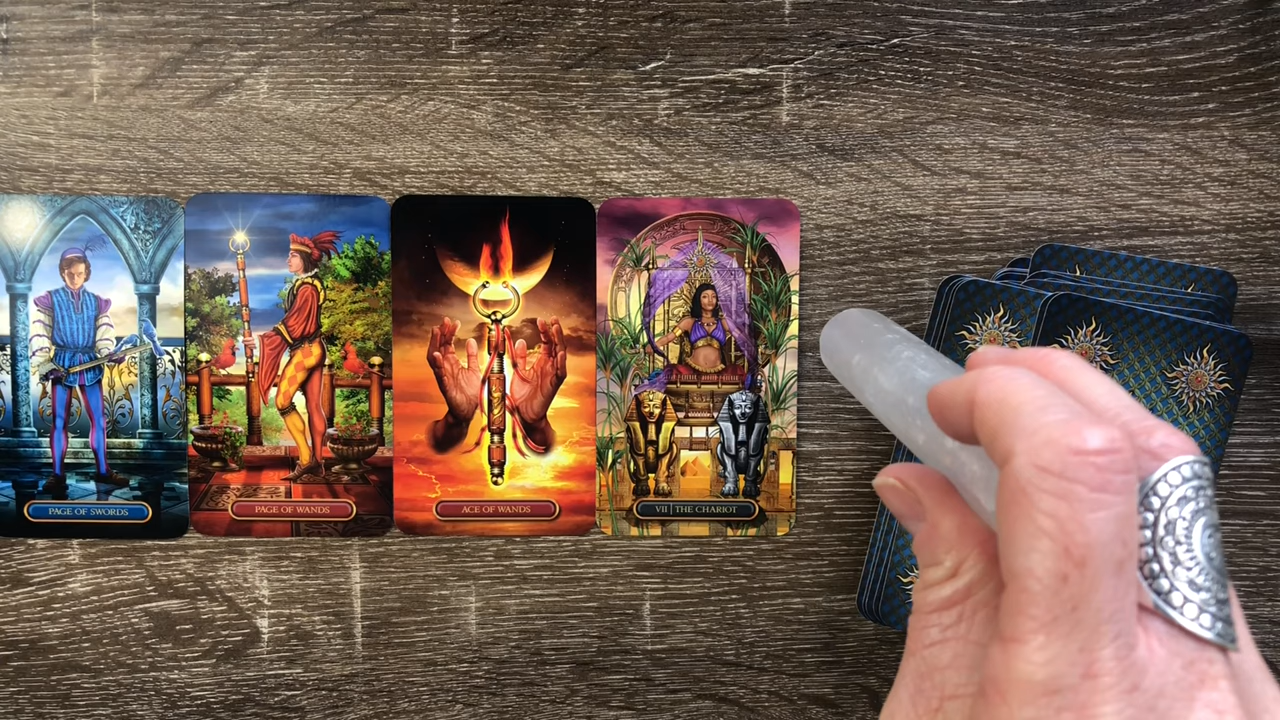 PAGE OF SWORDS
PAGE OF WANDS
ACE OF WANDS
VII THE CHARIOT